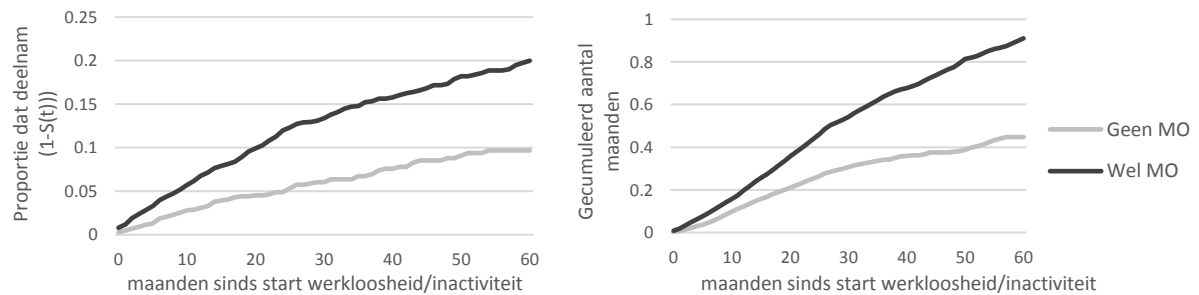 Proportie dat deelnam
(1-S(t)))
0.25
0.2
0.15
0.1
0.05
0
0 10 20 30 40 50 60
maanden sinds start werkloosheid/inactiviteit
Gecumuleerd aantal
maanden
1
0.8
0.6
0.4
0.2
0
0 10 20 30 40 50 60
maanden sinds start werkloosheid/inactiviteit
Geen MO
Wel MO